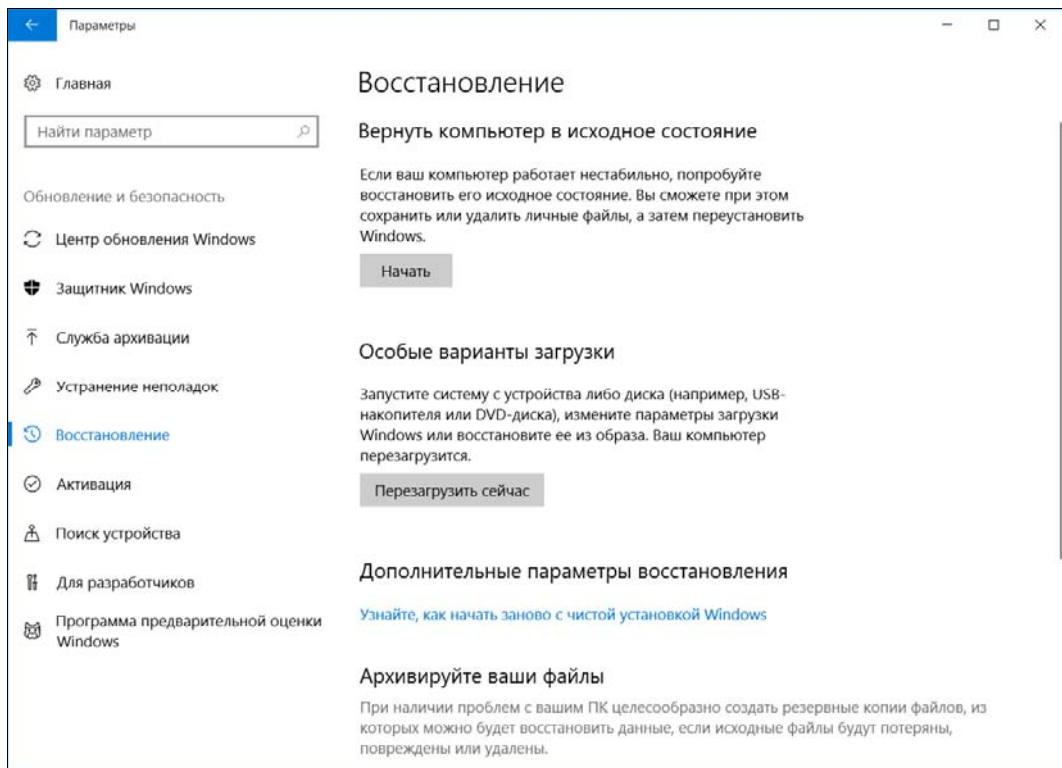 Параметры
Главная
Найти параметр
Обновление и безопасность
Центр обновления Windows
Защитник Windows
Служба архивации
Устранение неполадок
Восстановление
Активация
Поиск устройства
Для разработчиков
Программа предварительной оценки
Windows
Восстановление
Вернуть компьютер в исходное состояние
Если ваш компьютер работает нестабильно, попробуйте
восстановить его исходное состояние. Вы сможете при этом
сохранить или удалить личные файлы, а затем переустановить
Windows.
Начать
Особые варианты загрузки
Запустите систему с устройства либо диска (например, USB-
накопителя или DVD-диска), измените параметры загрузки
Windows или восстановите ее из образа. Ваш компьютер
перезагрузится.
Перезагрузить сейчас
Дополнительные параметры восстановления
Узнайте, как начать заново с чистой установкой Windows
Архивируйте ваши файлы
При наличии проблем с вашим ПК целесообразно создать резервные копии файлов, из
которых можно будет восстановить данные, если исходные файлы будут потеряны,
повреждены или удалены.